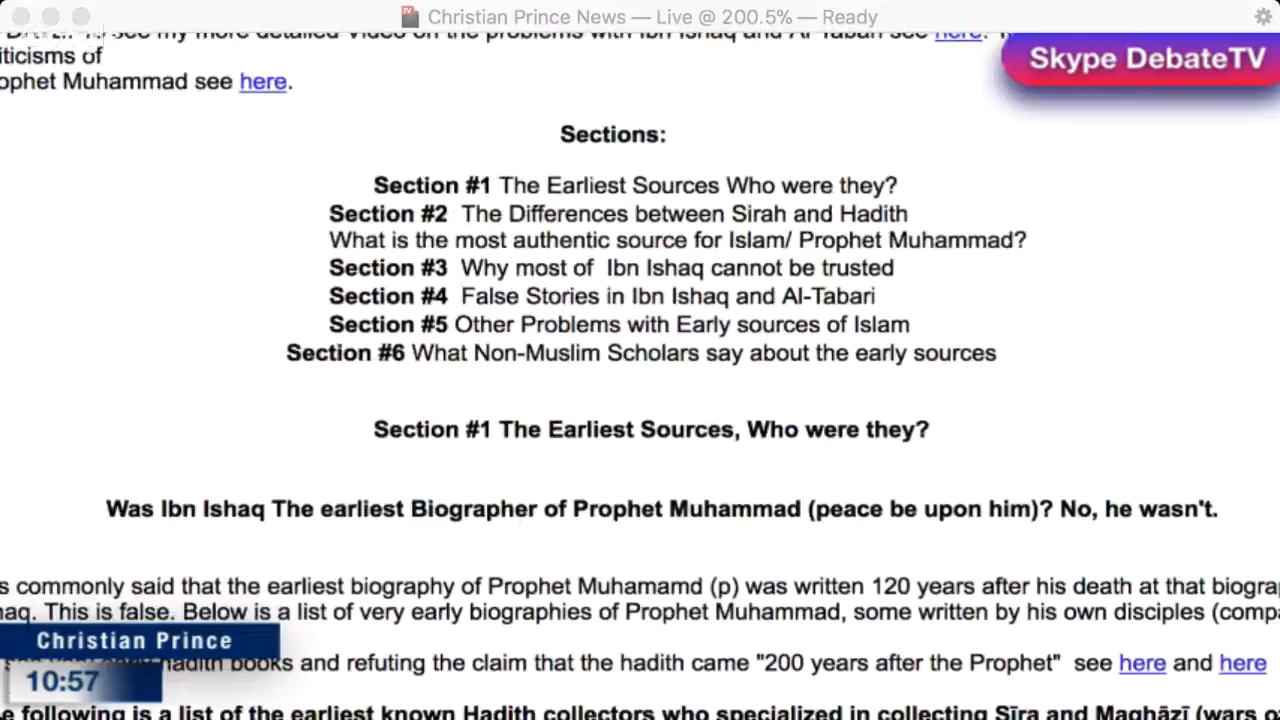 Christian Prince News — Live @ 200.5% — Ready
see my more detailed video on the problems with Ibn Ishaq and Al-Tabari see here.
iticisms of
Skype DebateTV
ophet Muhammad see here.
Sections:
Section #1 The Earliest Sources Who were they?
Section #2 The Differences between Sirah and Hadith
What is the most authentic source for Islam/ Prophet Muhammad?
Section #3 Why most of Ibn Ishaq cannot be trusted
Section #4 False Stories in Ibn Ishaq and Al-Tabari
Section #5 Other Problems with Early sources of Islam
Section #6 What Non-Muslim Scholars say about the early sources
Section #1 The Earliest Sources, Who were they?
Was Ibn Ishaq The earliest Biographer of Prophet Muhammad (peace be upon him)? No, he wasn't.
s commonly said that the earliest biography of Prophet Muhamamd (p) was written 120 years after his death at that biogra
haq. This is false. Below is a list of very early biographies of Prophet Muhammad, some written by his own disciples (comp
Christian Prince
hadith books and refuting the claim that the hadith came "200 years after the Prophet" see here and here
10:57
e following is a list of the earliest known Hadith collectors who specialized in collecting Sīra and Maghāzī (wars o